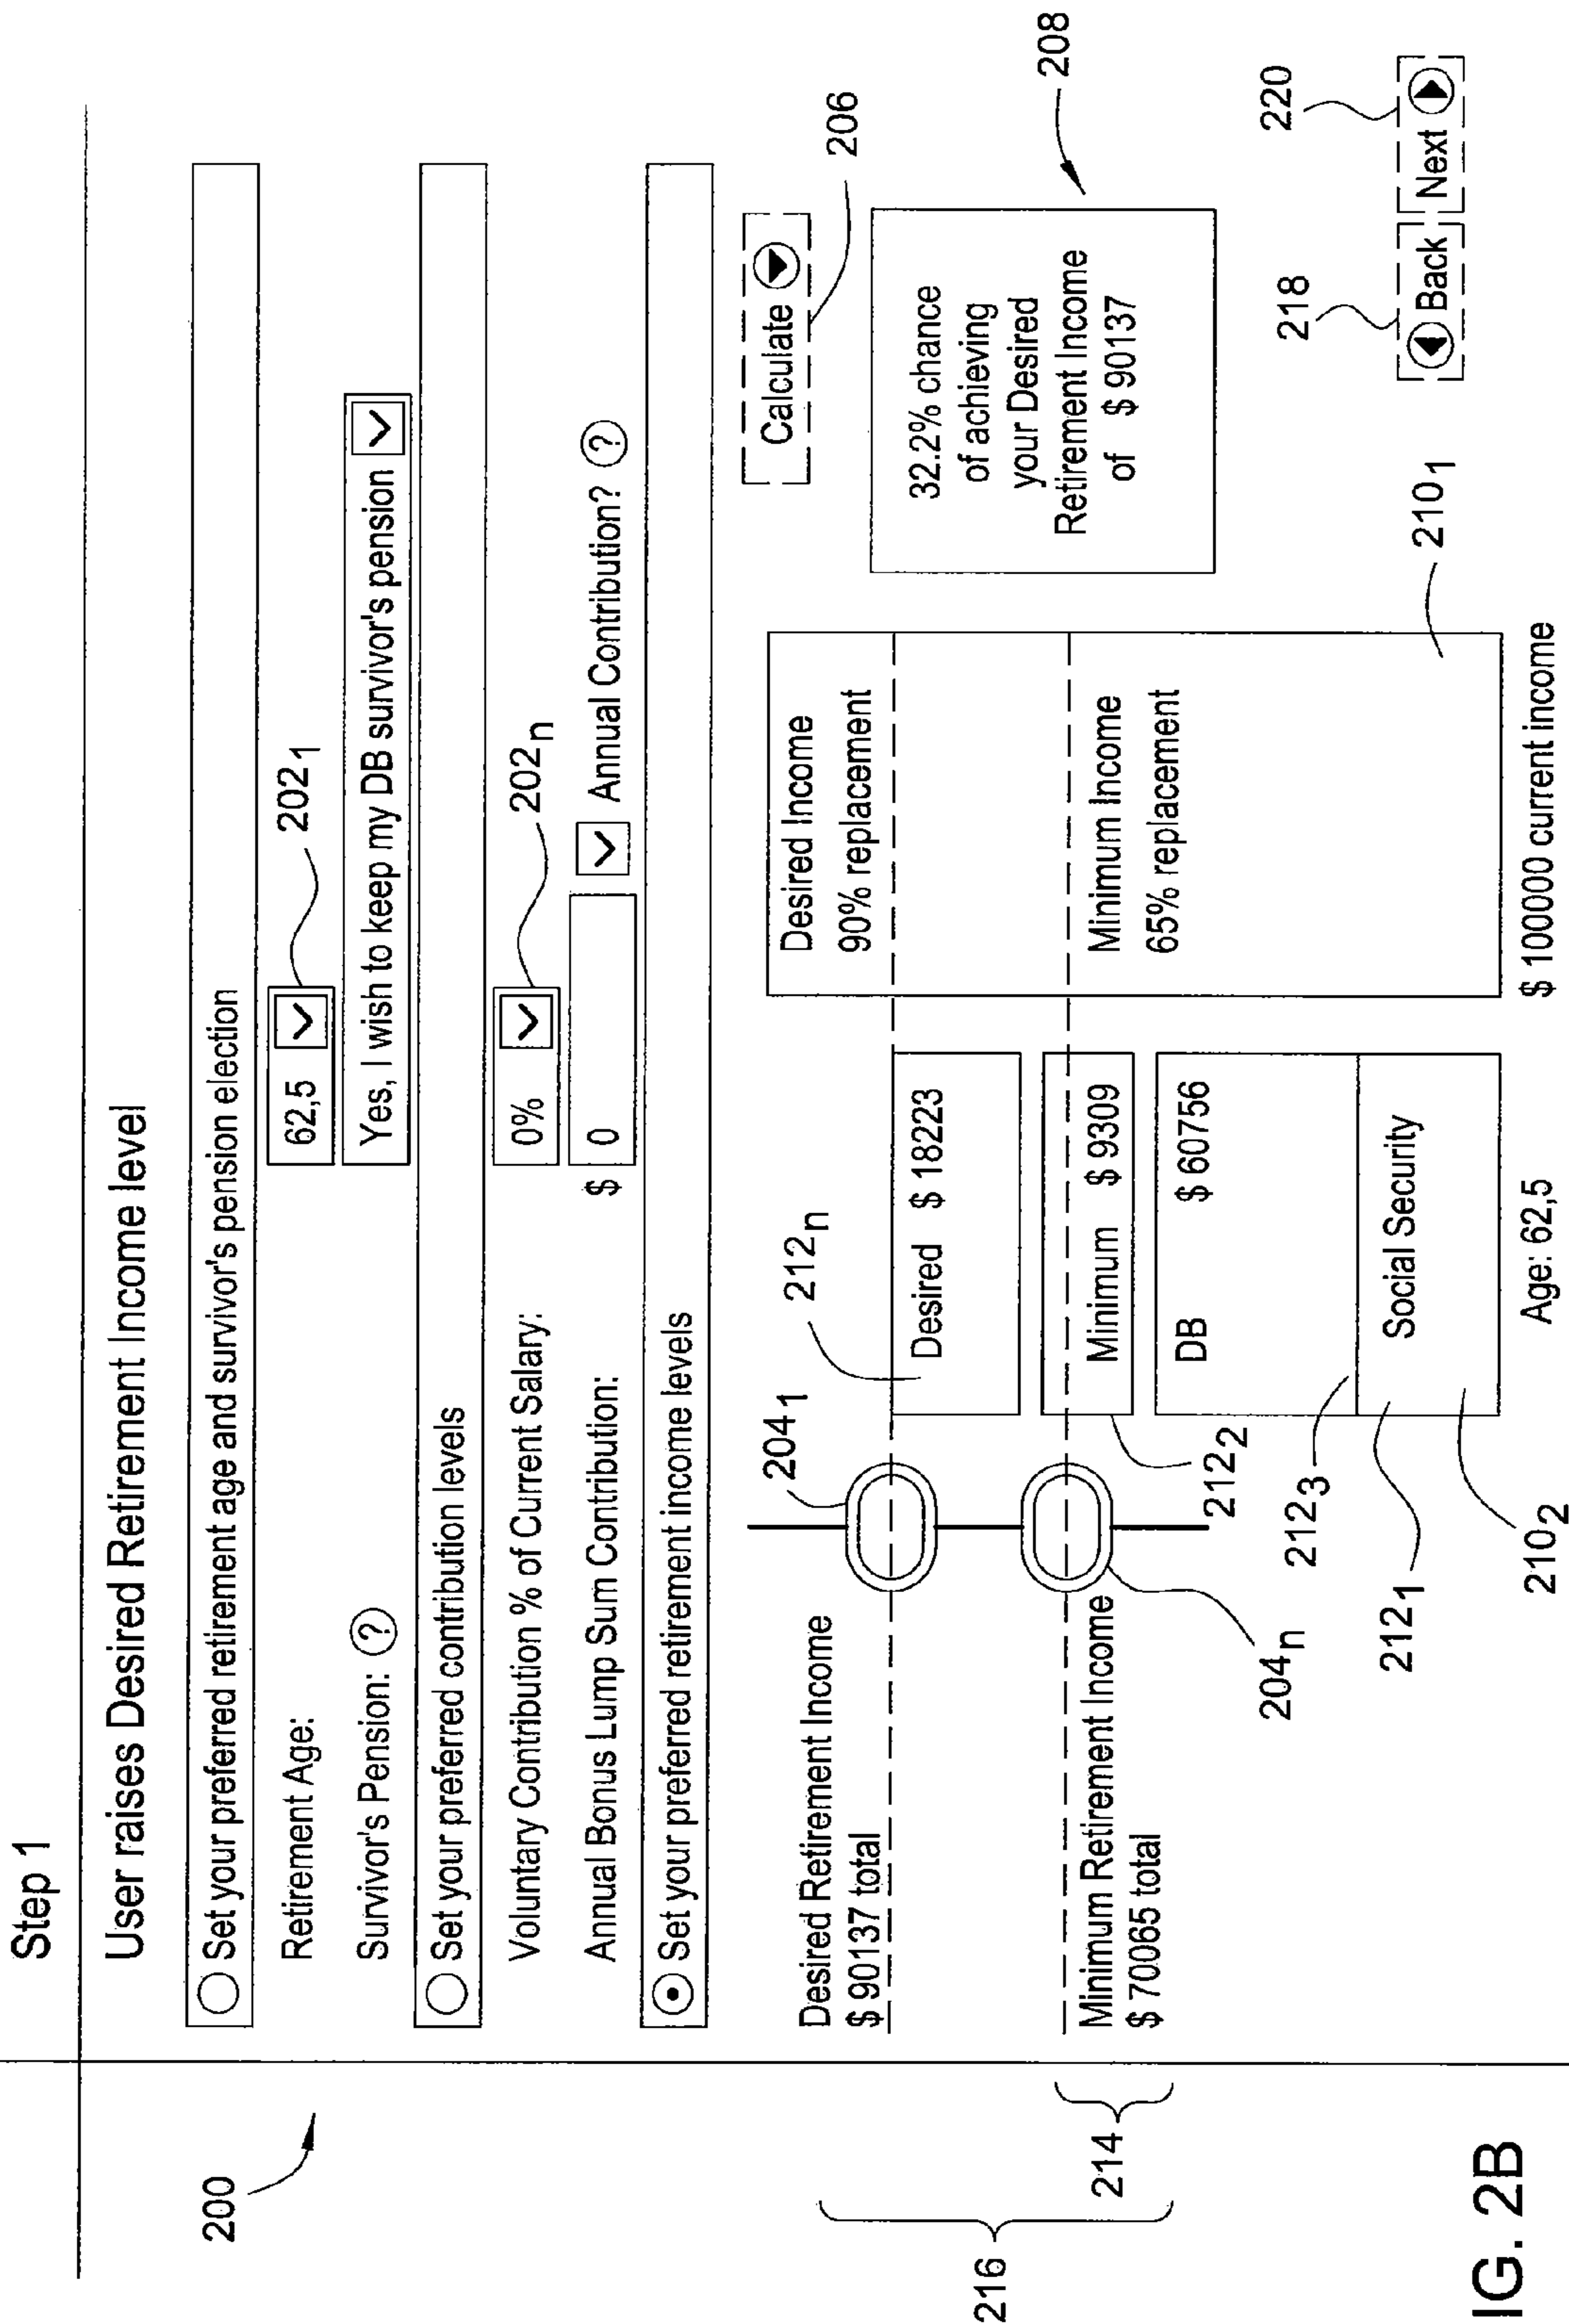 Step 1
User raises Desired Retirement Income level
200
Set your preferred retirement age and survivor's pension election
Retirement Age: 62,5
202₁
Survivor's Pension: ? Yes, I wish to keep my DB survivor's pension
Set your preferred contribution levels
Voluntary Contribution % of Current Salary: 0%
202ₙ
Annual Bonus Lump Sum Contribution: $ 0 Annual Contribution? ?
Set your preferred retirement income levels
Calculate
206
Desired Retirement Income
$ 90137 total
204₁
212ₙ
Desired $ 18223
Desired Income
90% replacement
32.2% chance
of achieving
your Desired
Retirement Income
of $ 90137
208
Minimum Retirement Income
$ 70065 total
204ₙ
Minimum $ 9309
212₂
Minimum Income
65% replacement
216
214
DB $ 60756
212₃
Social Security
212₁
210₂
210₁
218
220
Back Next
Age: 62,5
$ 100000 current income
IG. 2B